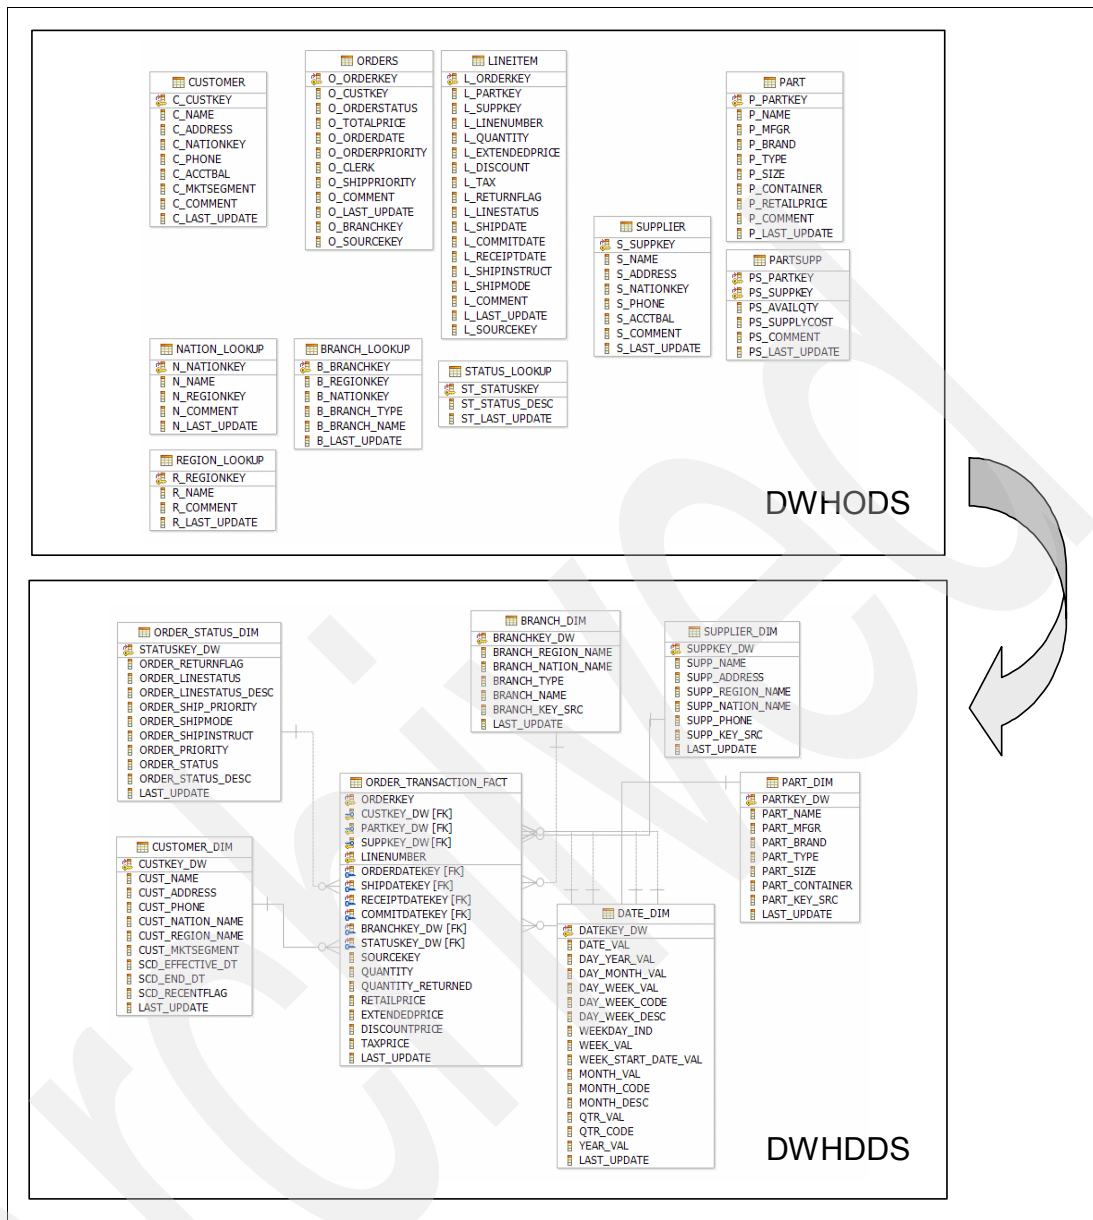 CUSTOMER
C_CUSTKEY
C_NAME
C_ADDRESS
C_NATIONKEY
C_PHONE
C_ACCTBAL
C_MKTSEGMENT
C_COMMENT
C_LAST_UPDATE
ORDERS
O_ORDERKEY
O_CUSTKEY
O_ORDERSTATUS
O_TOTALPRICE
O_ORDERDATE
O_ORDERPRIORITY
O_CLERK
O_SHIPPRIORITY
O_COMMENT
O_LAST_UPDATE
O_BRANCHKEY
O_SOURCEKEY
LINEITEM
L_ORDERKEY
L_PARTKEY
L_SUPPKEY
L_LINENUMBER
L_QUANTITY
L_EXTENDEDPRICE
L_DISCOUNT
L_TAX
L_RETURNFLAG
L_LINESTATUS
L_SHIPDATE
L_COMMITDATE
L_RECEIPTDATE
L_SHIPINSTRUCT
L_SHIPMODE
L_COMMENT
L_LAST_UPDATE
L_SOURCEKEY
SUPPLIER
S_SUPPKEY
S_NAME
S_ADDRESS
S_NATIONKEY
S_PHONE
S_ACCTBAL
S_COMMENT
S_LAST_UPDATE
PART
P_PARTKEY
P_NAME
P_MFGR
P_BRAND
P_TYPE
P_SIZE
P_CONTAINER
P_RETAILPRICE
P_COMMENT
P_LAST_UPDATE
PARTSUPP
PS_PARTKEY
PS_SUPPKEY
PS_AVAILQTY
PS_SUPPLYCOST
PS_COMMENT
PS_LAST_UPDATE
NATION_LOOKUP
N_NATIONKEY
N_NAME
N_REGIONKEY
N_COMMENT
N_LAST_UPDATE
BRANCH_LOOKUP
B_BRANCHKEY
B_REGIONKEY
B_NATIONKEY
B_BRANCH_TYPE
B_BRANCH_NAME
B_LAST_UPDATE
STATUS_LOOKUP
ST_STATUSKEY
ST_STATUS_DESC
ST_LAST_UPDATE
REGION_LOOKUP
R_REGIONKEY
R_NAME
R_COMMENT
R_LAST_UPDATE
DWHODS
ORDER_STATUS_DIM
STATUSKEY_DW
ORDER_RETURNFLAG
ORDER_LINESTATUS
ORDER_LINESTATUS_DESC
ORDER_SHIP_PRIORITY
ORDER_SHIPMODE
ORDER_SHIPINSTRUCT
ORDER_PRIORITY
ORDER_STATUS
ORDER_STATUS_DESC
LAST_UPDATE
BRANCH_DIM
BRANCHKEY_DW
BRANCH_REGION_NAME
BRANCH_NATION_NAME
BRANCH_TYPE
BRANCH_NAME
BRANCH_KEY_SRC
LAST_UPDATE
SUPPLIER_DIM
SUPPKEY_DW
SUPP_NAME
SUPP_ADDRESS
SUPP_REGION_NAME
SUPP_NATION_NAME
SUPP_PHONE
SUPP_KEY_SRC
LAST_UPDATE
CUSTOMER_DIM
CUSTKEY_DW
CUST_NAME
CUST_ADDRESS
CUST_PHONE
CUST_NATION_NAME
CUST_REGION_NAME
CUST_MKTSEGMENT
SCD_EFFECTIVE_DT
SCD_END_DT
SCD_RECENTFLAG
LAST_UPDATE
ORDER_TRANSACTION_FACT
ORDERKEY
CUSTKEY_DW [FK]
PARTKEY_DW [FK]
SUPPKEY_DW [FK]
LINENUMBER
ORDERDATEKEY [FK]
SHIPDATEKEY [FK]
RECEIPTDATEKEY [FK]
COMMITDATEKEY [FK]
BRANCHKEY_DW [FK]
STATUSKEY_DW [FK]
SOURCEKEY
QUANTITY
QUANTITY_RETURNED
RETAILPRICE
EXTENDEDPRICE
DISCOUNTPRICE
TAXPRICE
LAST_UPDATE
PART_DIM
PARTKEY_DW
PART_NAME
PART_MFGR
PART_BRAND
PART_TYPE
PART_SIZE
PART_CONTAINER
PART_KEY_SRC
LAST_UPDATE
DATE_DIM
DATEKEY_DW
DATE_VAL
DAY_YEAR_VAL
DAY_MONTH_VAL
DAY_WEEK_VAL
DAY_WEEK_CODE
DAY_WEEK_DESC
WEEKDAY_IND
WEEK_VAL
WEEK_START_DATE_VAL
MONTH_VAL
MONTH_CODE
MONTH_DESC
QTR_VAL
QTR_CODE
YEAR_VAL
LAST_UPDATE
DWHDDS
rchived